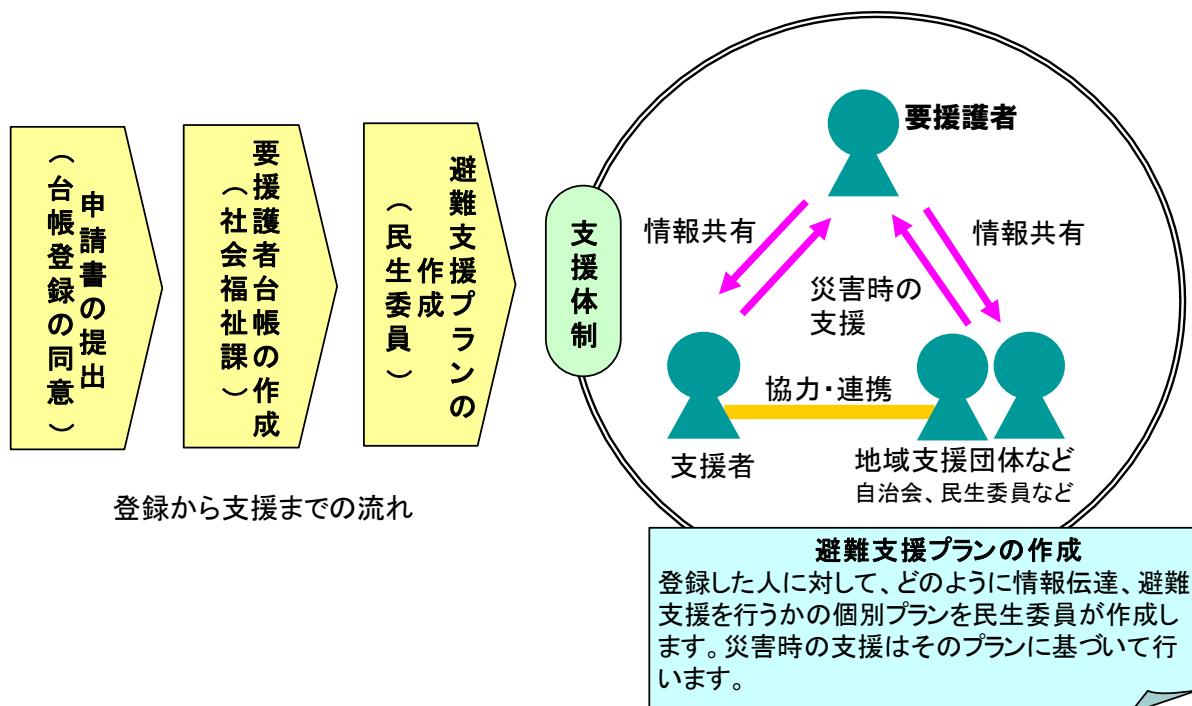 申請書の提出
（台帳登録の同意）
要援護者台帳の作成
（社会福祉課）
避難支援プランの
作成
（民生委員）
登録から支援までの流れ
支援体制
要援護者
情報共有
情報共有
災害時の
支援
協力・連携
支援者
地域支援団体など
自治会、民生委員など
避難支援プランの作成
登録した人に対して、どのように情報伝達、避難
支援を行うかの個別プランを民生委員が作成し
ます。災害時の支援はそのプランに基づいて行
います。